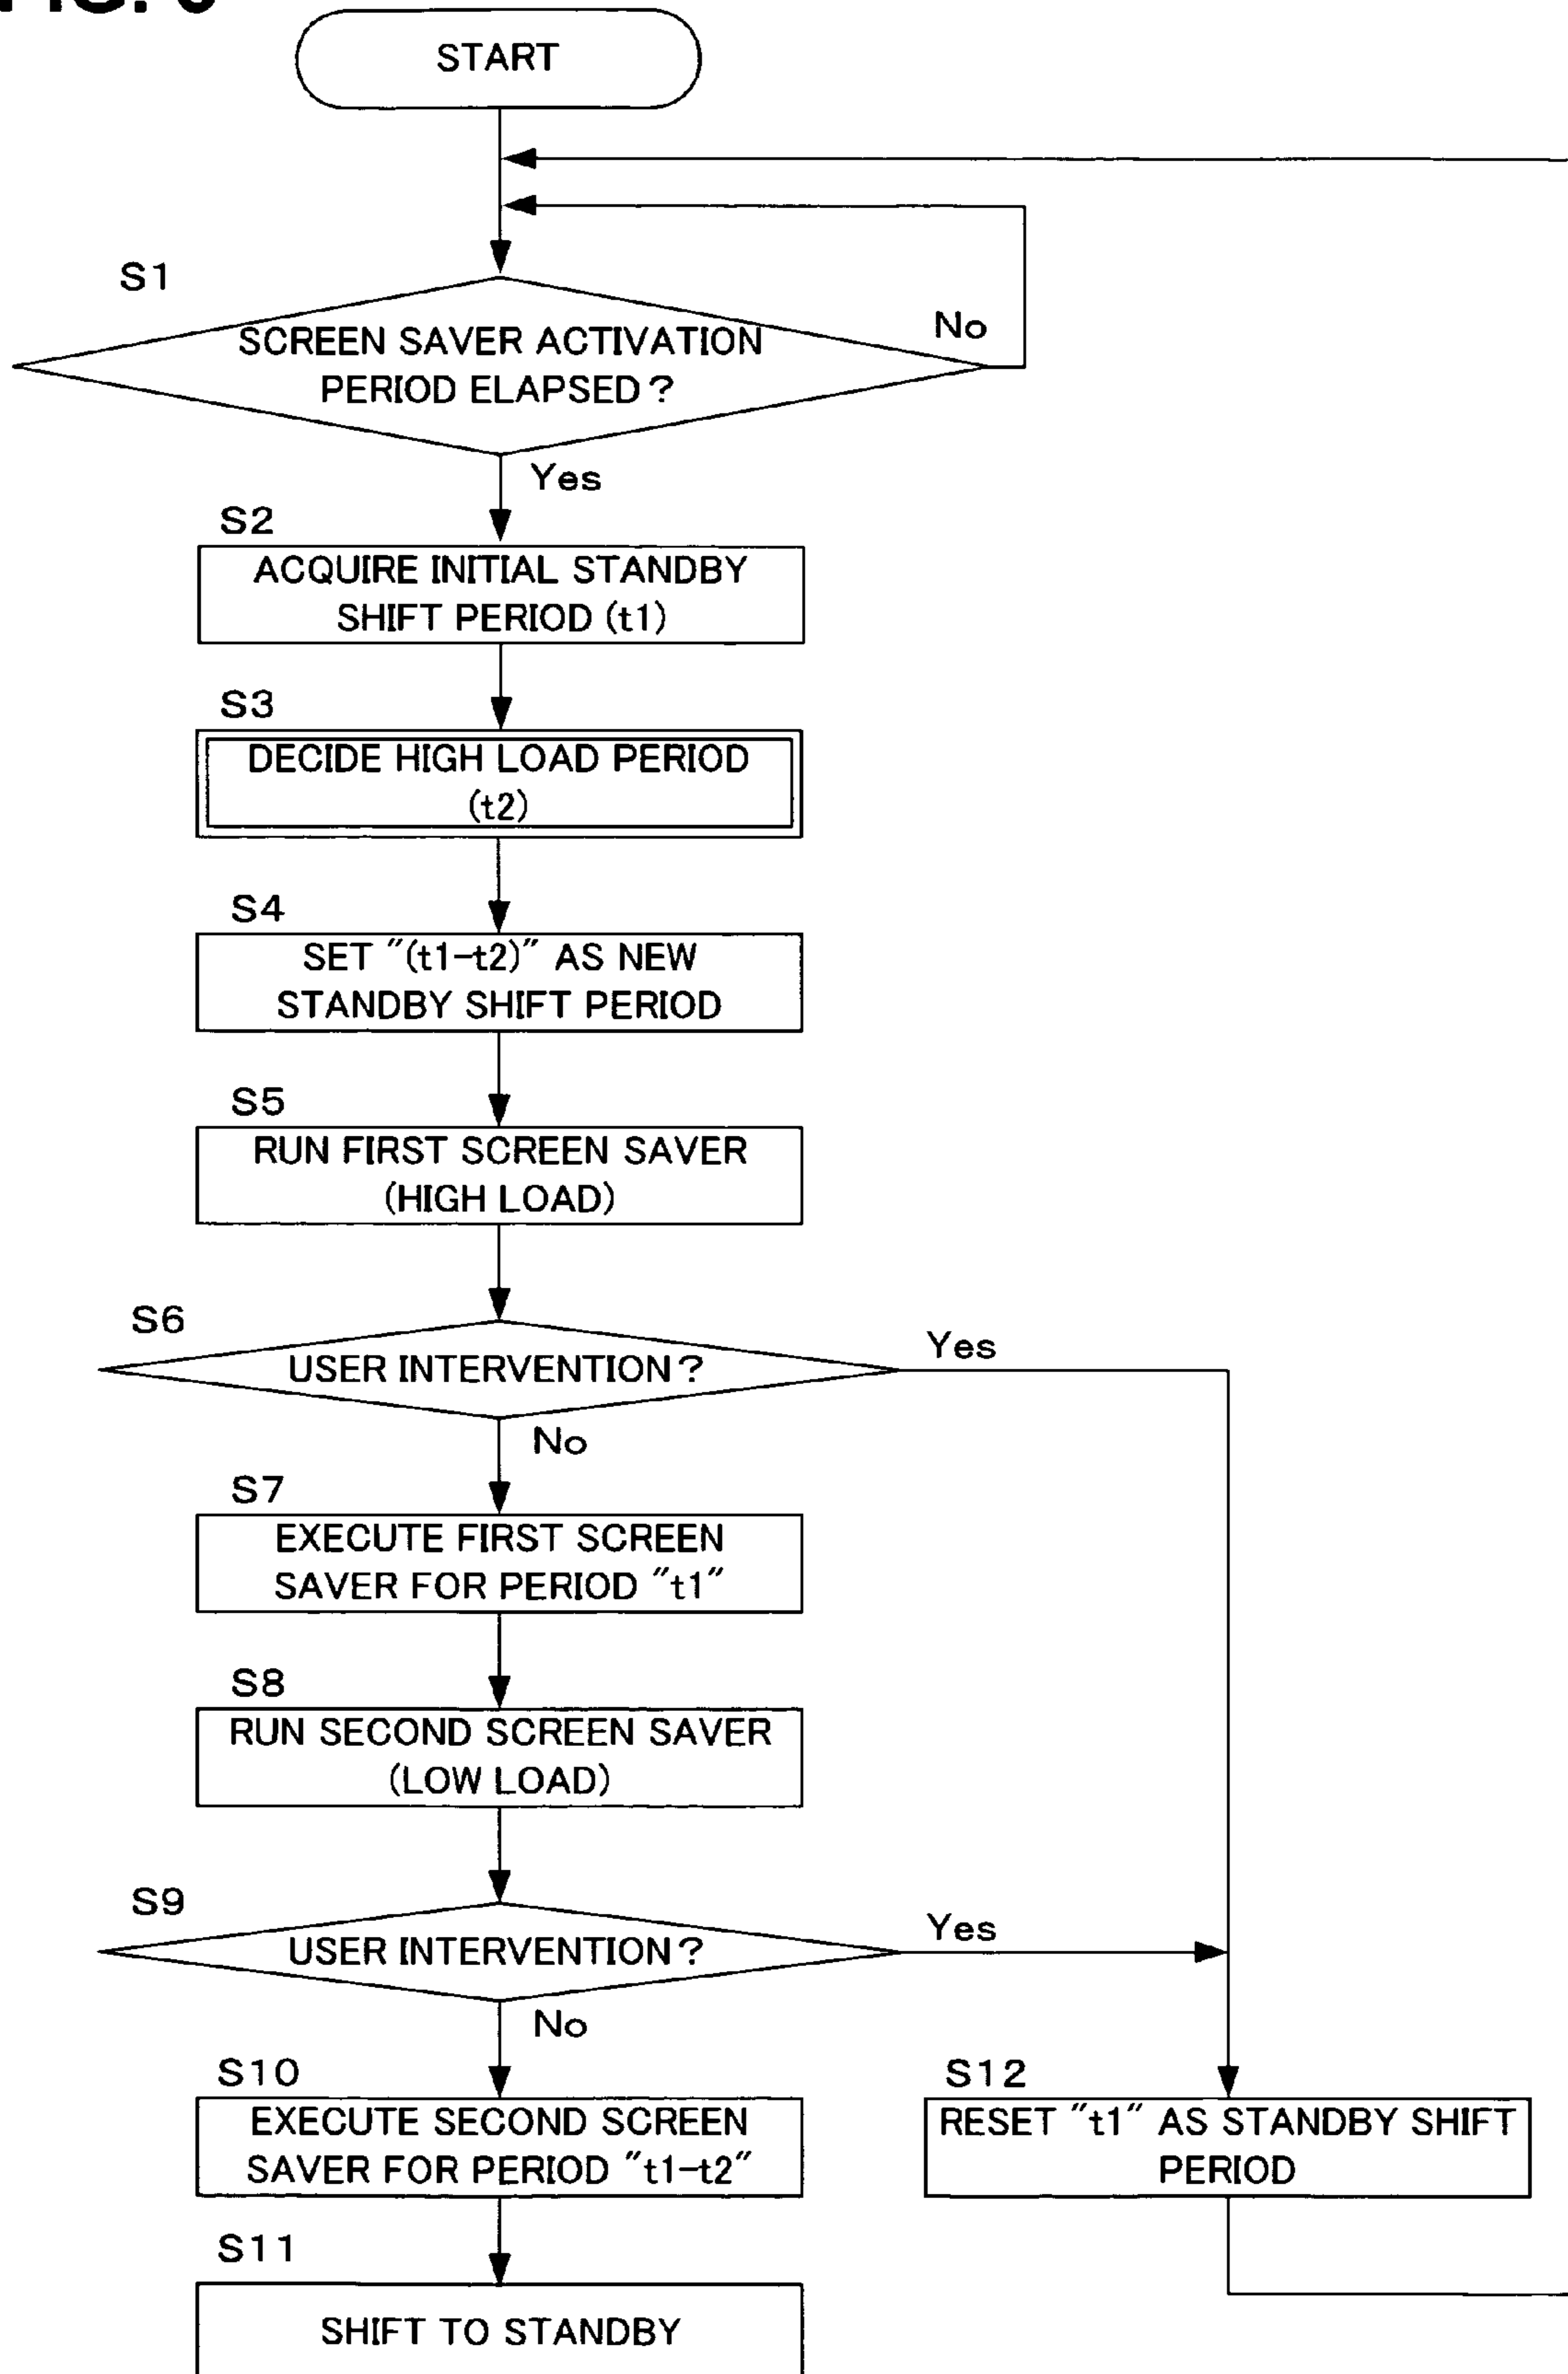 START
S1
SCREEN SAVER ACTIVATION
PERIOD ELAPSED?
No
Yes
S2
ACQUIRE INITIAL STANDBY
SHIFT PERIOD (t1)
S3
DECIDE HIGH LOAD PERIOD
(t2)
S4
SET "(t1-t2)" AS NEW
STANDBY SHIFT PERIOD
S5
RUN FIRST SCREEN SAVER
(HIGH LOAD)
S6
USER INTERVENTION?
Yes
No
S7
EXECUTE FIRST SCREEN
SAVER FOR PERIOD "t1"
S8
RUN SECOND SCREEN SAVER
(LOW LOAD)
S9
USER INTERVENTION?
Yes
No
S10
EXECUTE SECOND SCREEN
SAVER FOR PERIOD "t1-t2"
S12
RESET "t1" AS STANDBY SHIFT
PERIOD
S11
SHIFT TO STANDBY